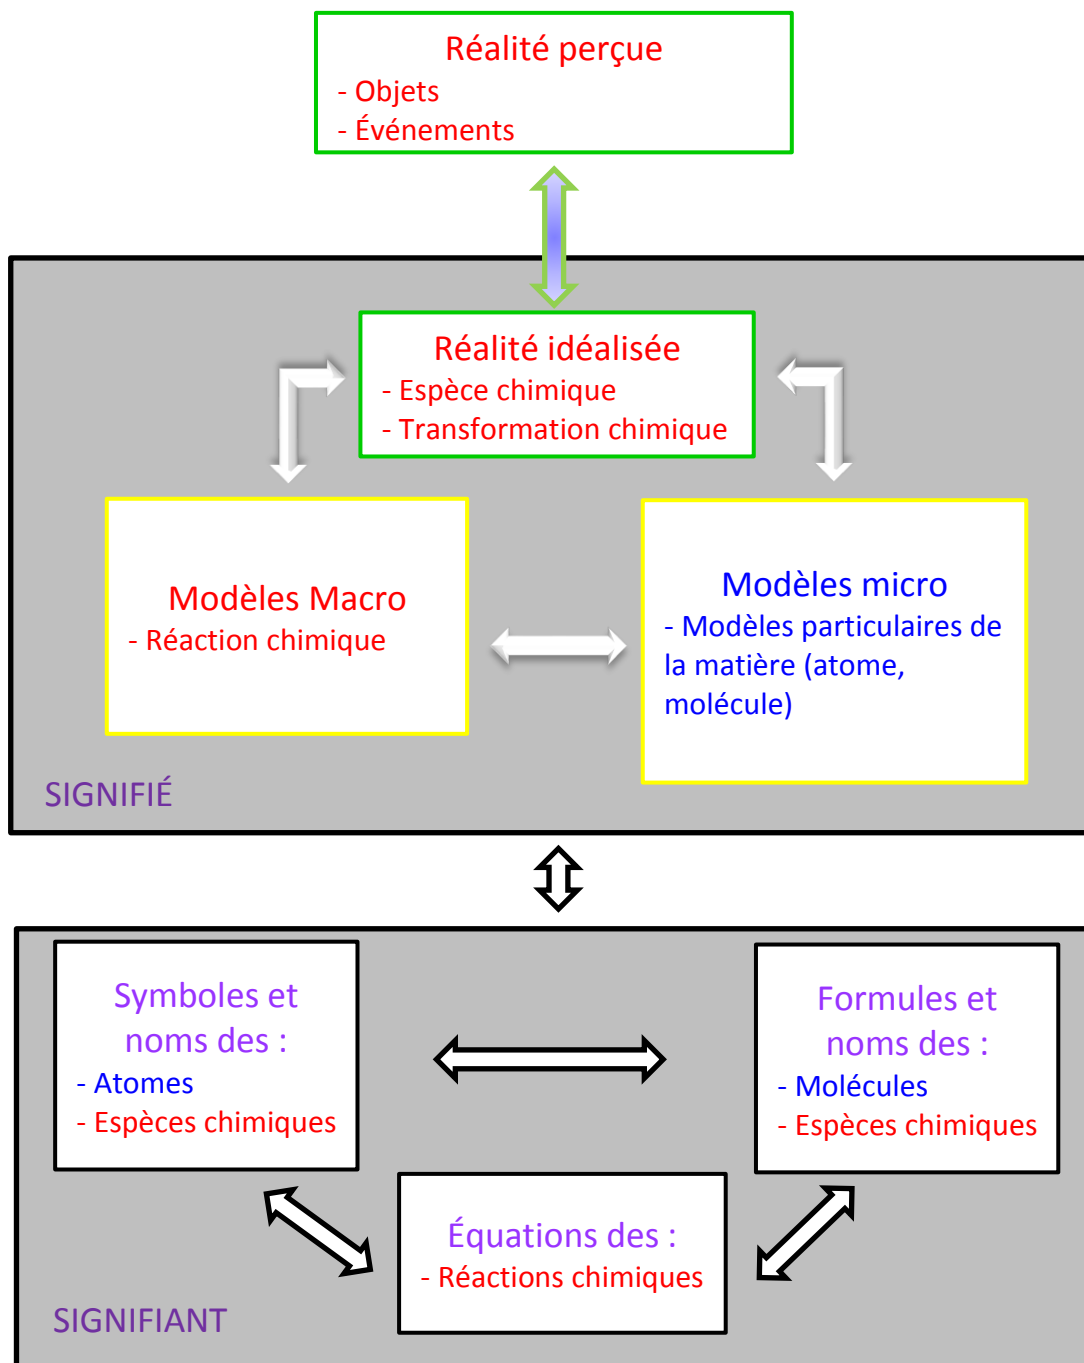 Réalité perçue
- Objets
- Événements
Réalité idéalisée
- Espèce chimique
- Transformation chimique
Modèles Macro
- Réaction chimique
Modèles micro
- Modèles particulaires de
la matière (atome,
molécule)
SIGNIFIÉ
Symboles et
noms des :
- Atomes
- Espèces chimiques
Formules et
noms des :
- Molécules
- Espèces chimiques
Équations des :
- Réactions chimiques
SIGNIFIANT